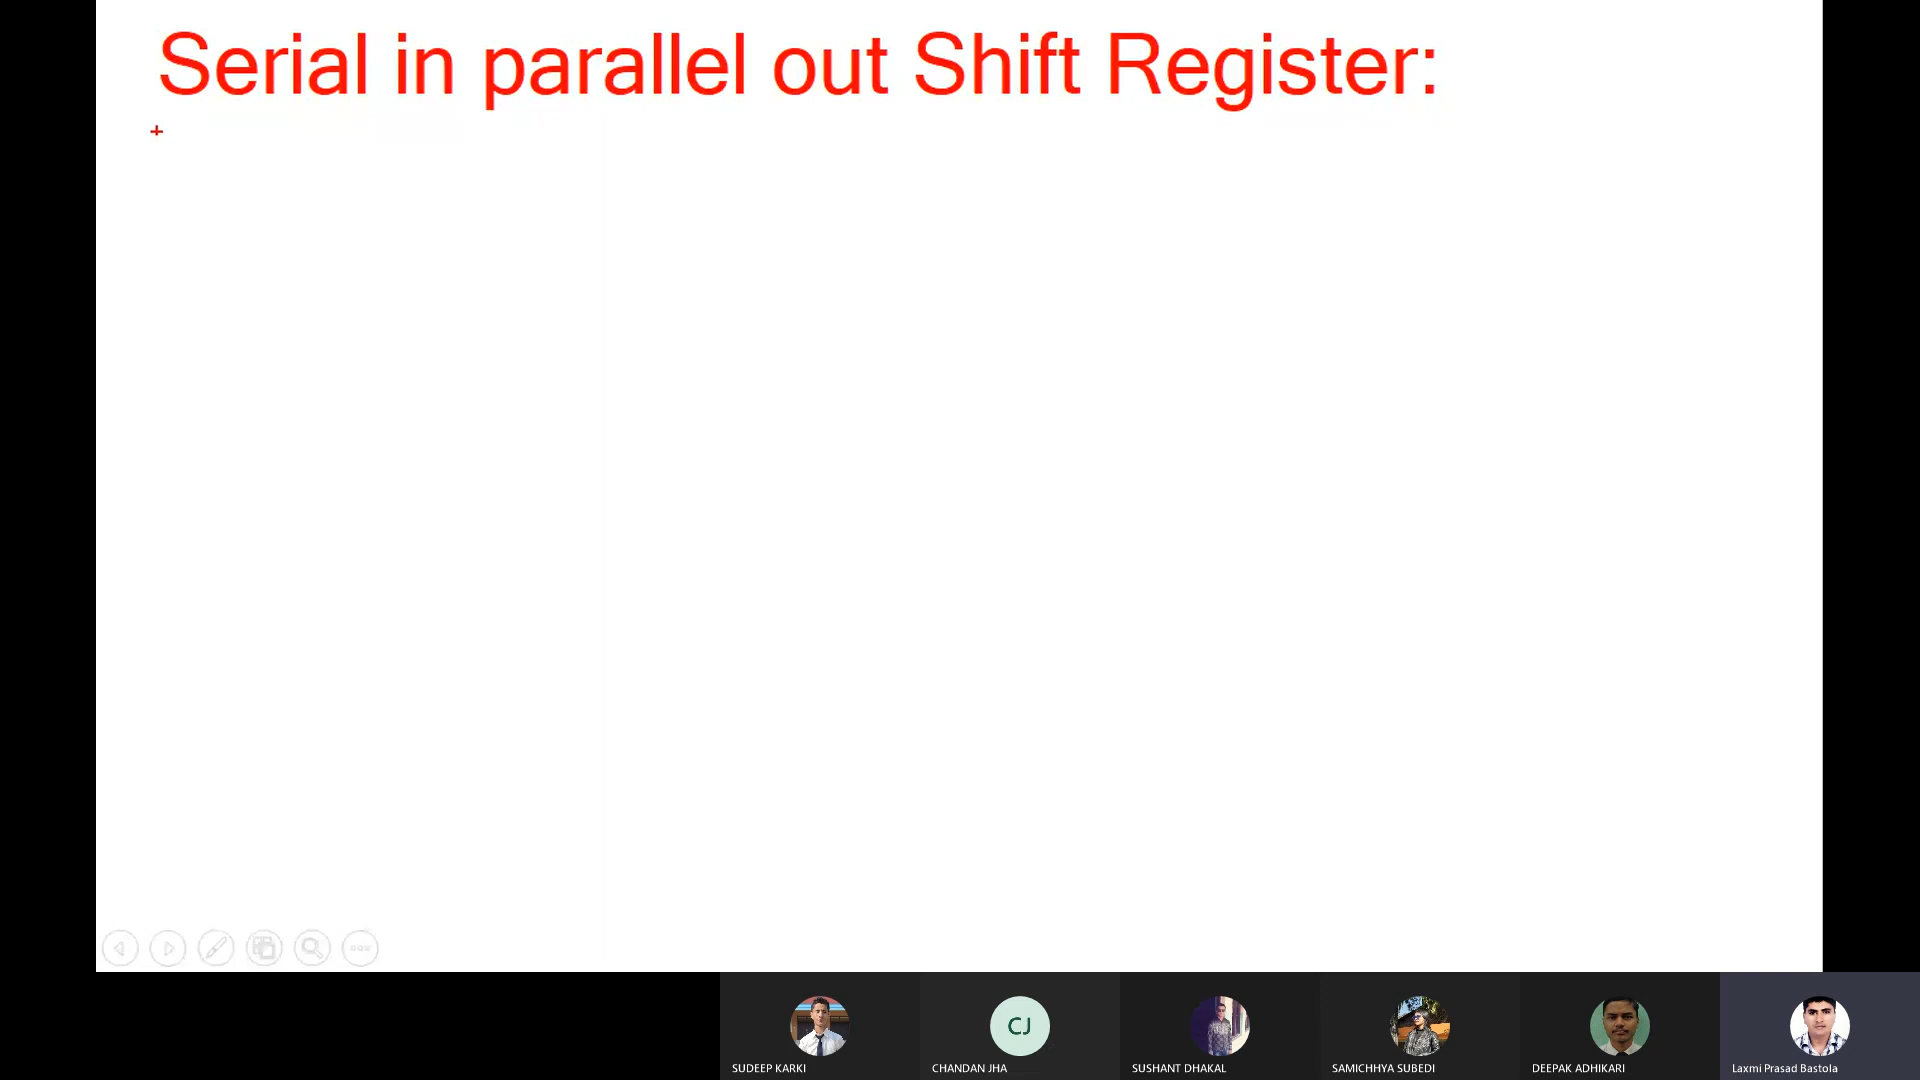 Serial in parallel out Shift Register:
SUDEEP KARKI
CJ
CHANDAN JHA
SUSHANT DHAKAL
SAMICHHYA SUBEDI
DEEPAK ADHIKARI
Laxmi Prasad Bastola